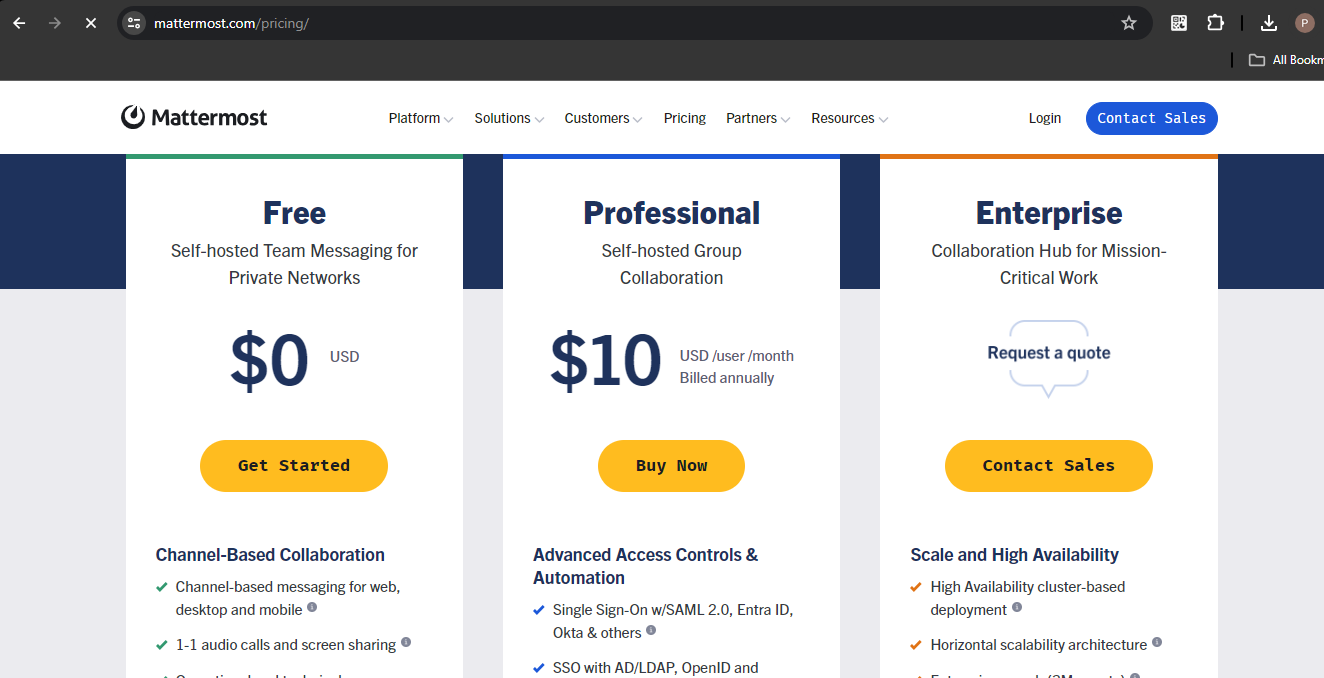 mattermost.com/pricing/
P
All Bookm
Mattermost
Platform
Solutions
Customers
Pricing
Partners
Resources
Login
Contact Sales
Free
Self-hosted Team Messaging for
Private Networks
$0 USD
Get Started
Channel-Based Collaboration
Channel-based messaging for web,
desktop and mobile
1-1 audio calls and screen sharing
Professional
Self-hosted Group
Collaboration
$10 USD /user /month
Billed annually
Buy Now
Advanced Access Controls &
Automation
Single Sign-On w/SAML 2.0, Entra ID,
Okta & others
SSO with AD/LDAP, OpenID and
Enterprise
Collaboration Hub for Mission-
Critical Work
Request a quote
Contact Sales
Scale and High Availability
High Availability cluster-based
deployment
Horizontal scalability architecture